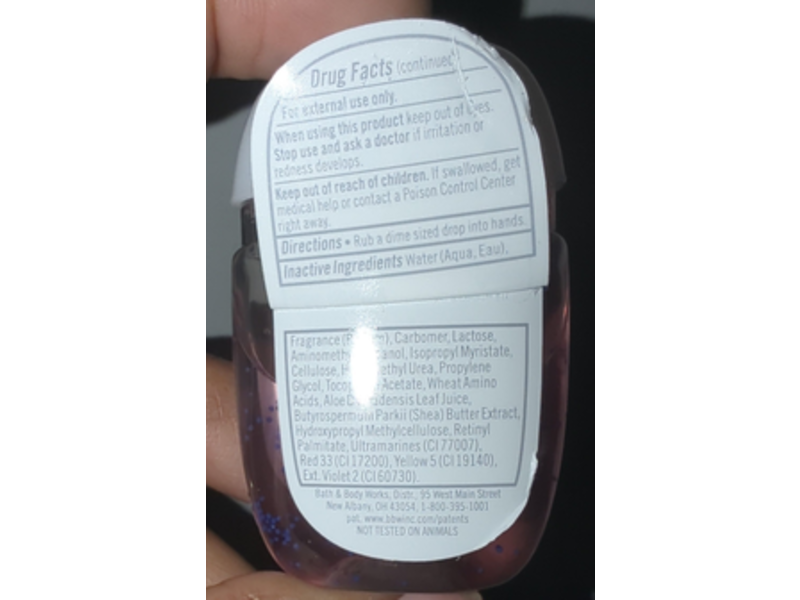 Drug Facts (continued)
For external use only.
When using this product keep out of eyes.
Stop use and ask a doctor if irritation or
redness develops.
Keep out of reach of children. If swallowed, get
medical help or contact a Poison Control Center
right away.
Directions • Rub a dime sized drop into hands.
Inactive Ingredients Water (Aqua, Eau),
Fragrance Carbomer, Lactose,
Isopropyl Myristate,
Cellulose, Urea, Propylene
Glycol, Acetate, Wheat Amino
Acids, Aloe Leaf Juice,
Butyrospermum Parkii (Shea) Butter Extract,
Hydroxypropyl Methylcellulose, Retinyl
Palmitate, Ultramarines (CI 77007),
Red 33 (CI 17200), Yellow 5 (CI 19140),
Ext. Violet 2 (CI 60730).
Bath & Body Works, Distr., 95 West Main Street
New Albany, OH 43054, 1-800-395-1001
pat. www.bbwinc.com/patents
NOT TESTED ON ANIMALS